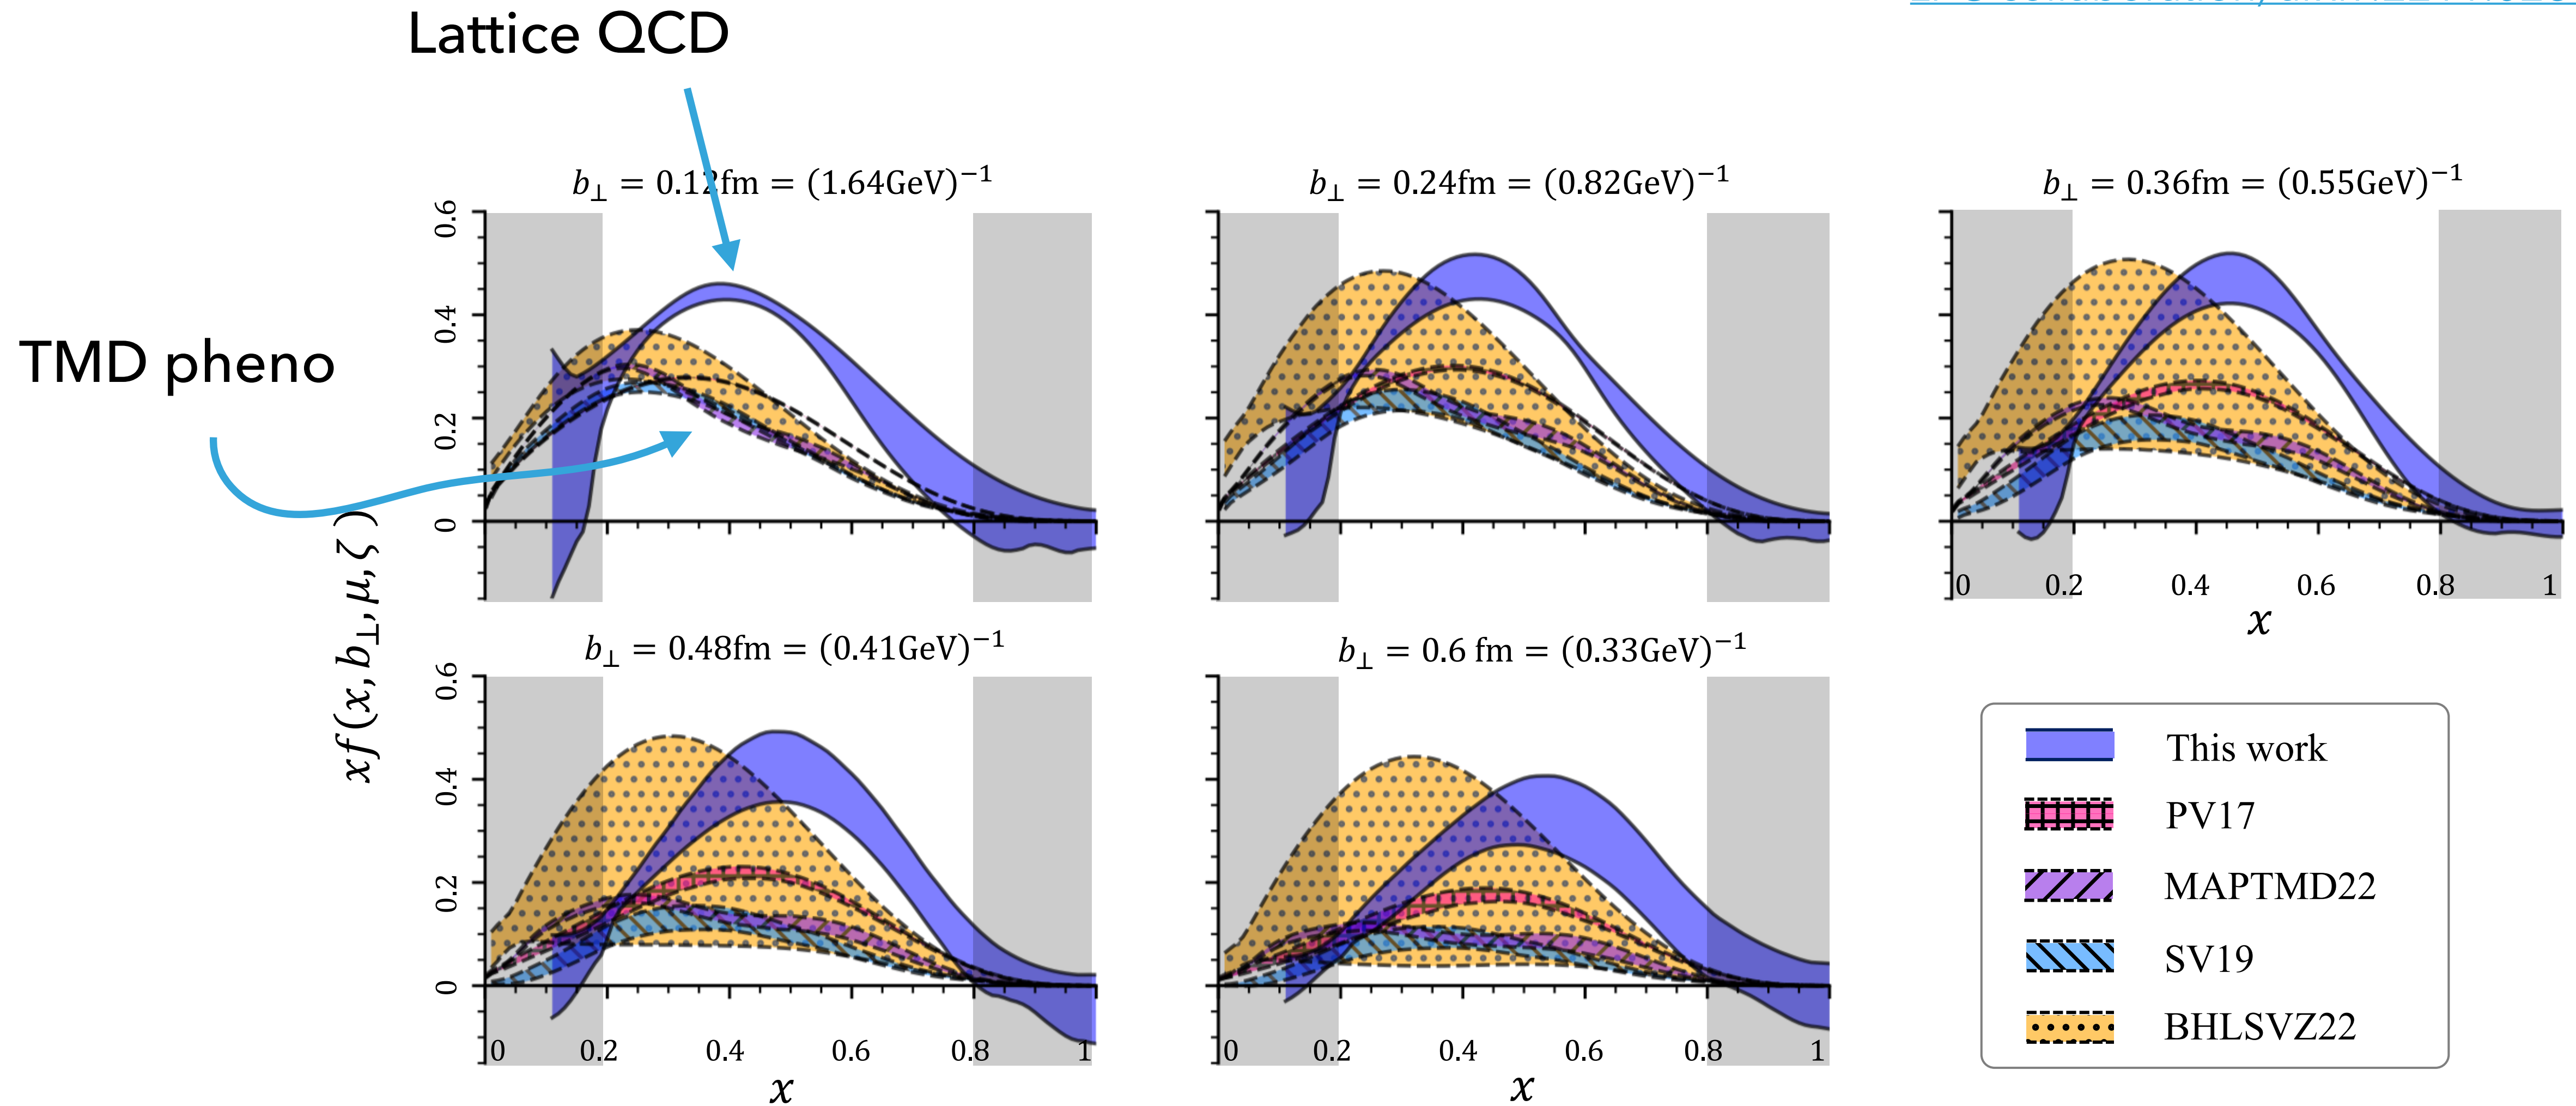 Lattice QCD
TMD pheno
b⊥ = 0.12fm = (1.64GeV)⁻¹
b⊥ = 0.24fm = (0.82GeV)⁻¹
b⊥ = 0.36fm = (0.55GeV)⁻¹
0.6
0.4
0.2
0
0 0.2 0.4 0.6 0.8 1
x
xf(x, b⊥, μ, ζ)
b⊥ = 0.48fm = (0.41GeV)⁻¹
b⊥ = 0.6 fm = (0.33GeV)⁻¹
0.6
0.4
0.2
0
0 0.2 0.4 0.6 0.8 1
x
0 0.2 0.4 0.6 0.8 1
x
This work
PV17
MAPTMD22
SV19
BHLSVZ22